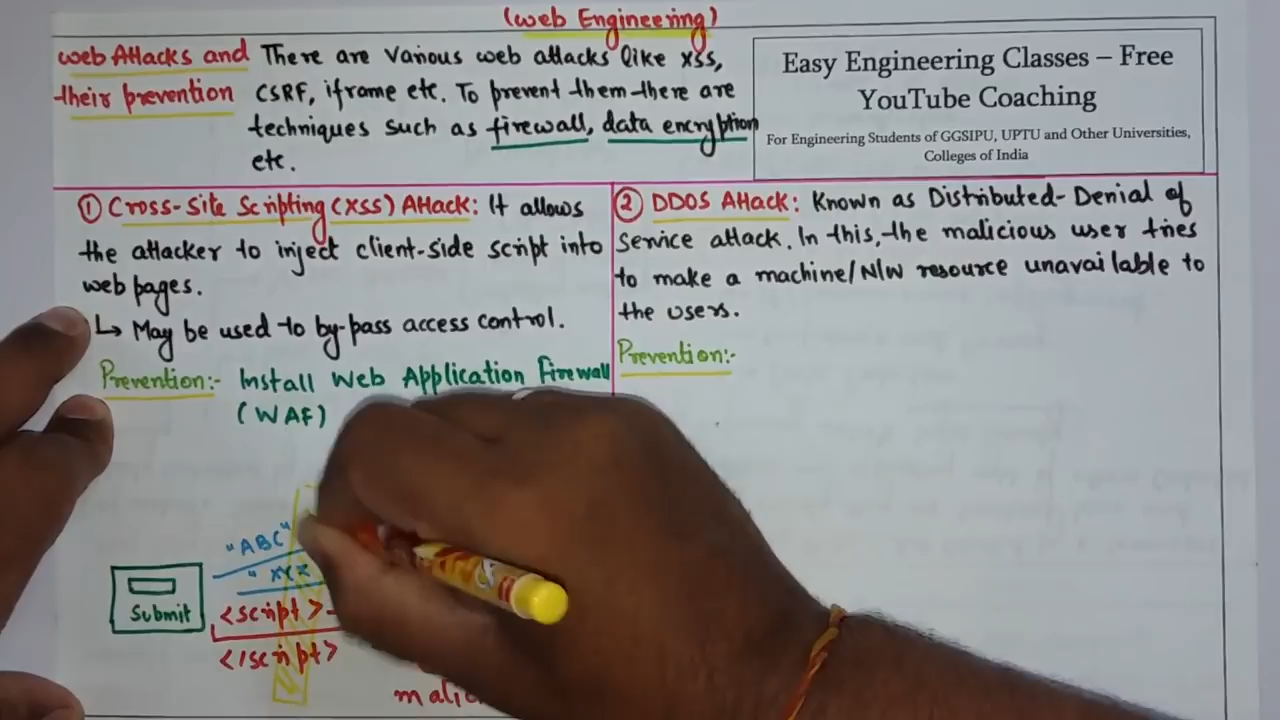 (Web Engineering)
Web Attacks and
their prevention
There are various web attacks like XSS,
CSRF, iframe etc. To prevent them there are
techniques such as firewall, data encryption
etc.
Easy Engineering Classes – Free
YouTube Coaching
For Engineering Students of GGSIPU, UPTU and Other Universities,
Colleges of India
① Cross-Site Scripting (XSS) Attack: It allows
the attacker to inject client-side script into
web pages.
↳ May be used to by-pass access control.
Prevention:- Install Web Application Firewall
(WAF)
"ABC"
Submit
<script>
</script>
② DDOS Attack: Known as Distributed-Denial of
Service attack. In this, the malicious user tries
to make a machine/N/W resource unavailable to
the users.
Prevention:-